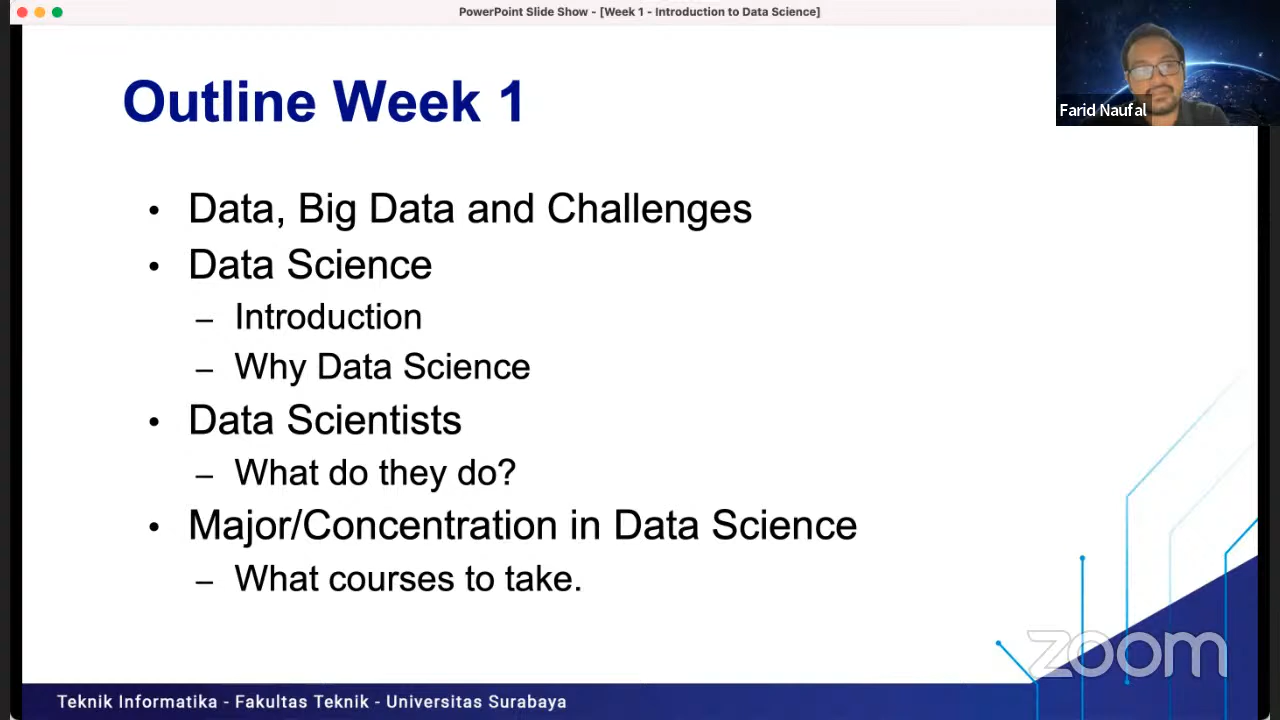 PowerPoint Slide Show - [Week 1 - Introduction to Data Science]
Farid Naufal
Outline Week 1
• Data, Big Data and Challenges
• Data Science
– Introduction
– Why Data Science
• Data Scientists
– What do they do?
• Major/Concentration in Data Science
– What courses to take.
zoom
Teknik Informatika - Fakultas Teknik - Universitas Surabaya